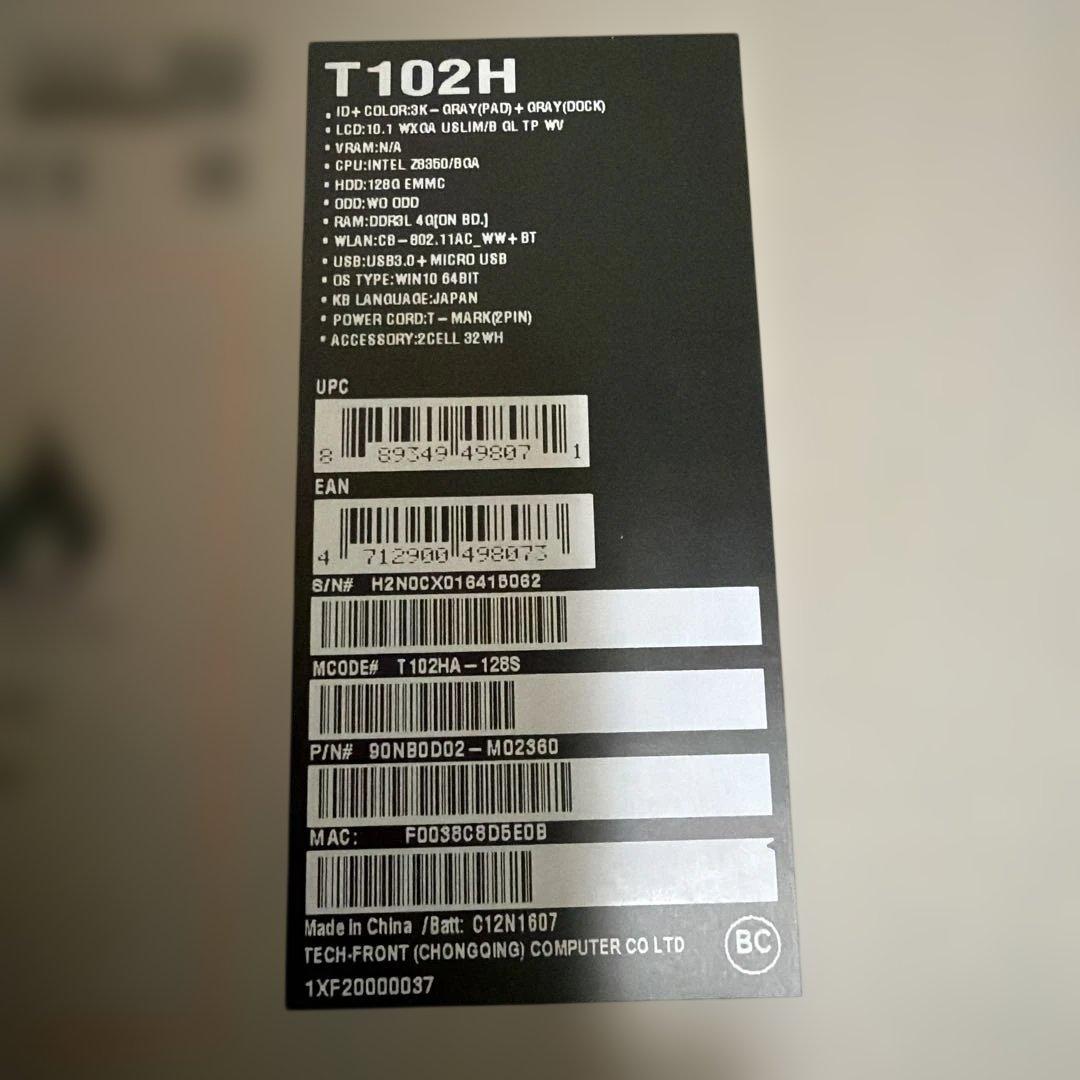 T102H
• ID+COLOR:3K-GRAY(PAD)+GRAY(DOCK)
• LCD:10.1 WXGA USLIM/B GL TP WV
• VRAM:N/A
• CPU:INTEL Z8350/BGA
• HDD:128G EMMC
• ODD:WO ODD
• RAM:DDR3L 4G[ON BD.]
• WLAN:CB-802.11AC_WW+BT
• USB:USB3.0+MICRO USB
• OS TYPE:WIN10 64BIT
• KB LANGUAGE:JAPAN
• POWER CORD:T-MARK(2PIN)
• ACCESSORY:2CELL 32WH
UPC
8 89349 49807 1
EAN
4 712900 498073
S/N# H2N0CX01641B062
MCODE# T102HA-128S
P/N# 90NB0D02-M02360
MAC: F0038C8D5E0B
Made in China /Batt: C12N1607
TECH-FRONT (CHONGQING) COMPUTER CO LTD
BC
1XF20000037